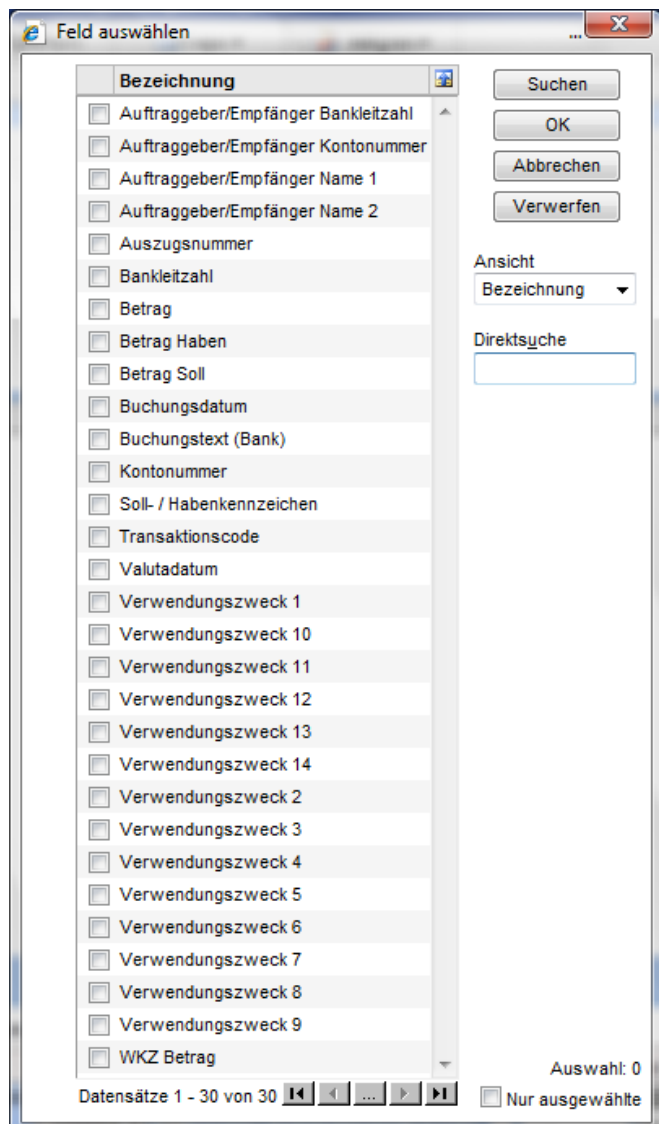 Feld auswählen
...
Bezeichnung
Auftraggeber/Empfänger Bankleitzahl
Auftraggeber/Empfänger Kontonummer
Auftraggeber/Empfänger Name 1
Auftraggeber/Empfänger Name 2
Auszugsnummer
Bankleitzahl
Betrag
Betrag Haben
Betrag Soll
Buchungsdatum
Buchungstext (Bank)
Kontonummer
Soll- / Habenkennzeichen
Transaktionscode
Valutadatum
Verwendungszweck 1
Verwendungszweck 10
Verwendungszweck 11
Verwendungszweck 12
Verwendungszweck 13
Verwendungszweck 14
Verwendungszweck 2
Verwendungszweck 3
Verwendungszweck 4
Verwendungszweck 5
Verwendungszweck 6
Verwendungszweck 7
Verwendungszweck 8
Verwendungszweck 9
WKZ Betrag
Datensätze 1 - 30 von 30
...
Suchen
OK
Abbrechen
Verwerfen
Ansicht
Bezeichnung
Direktsuche
Auswahl: 0
Nur ausgewählte